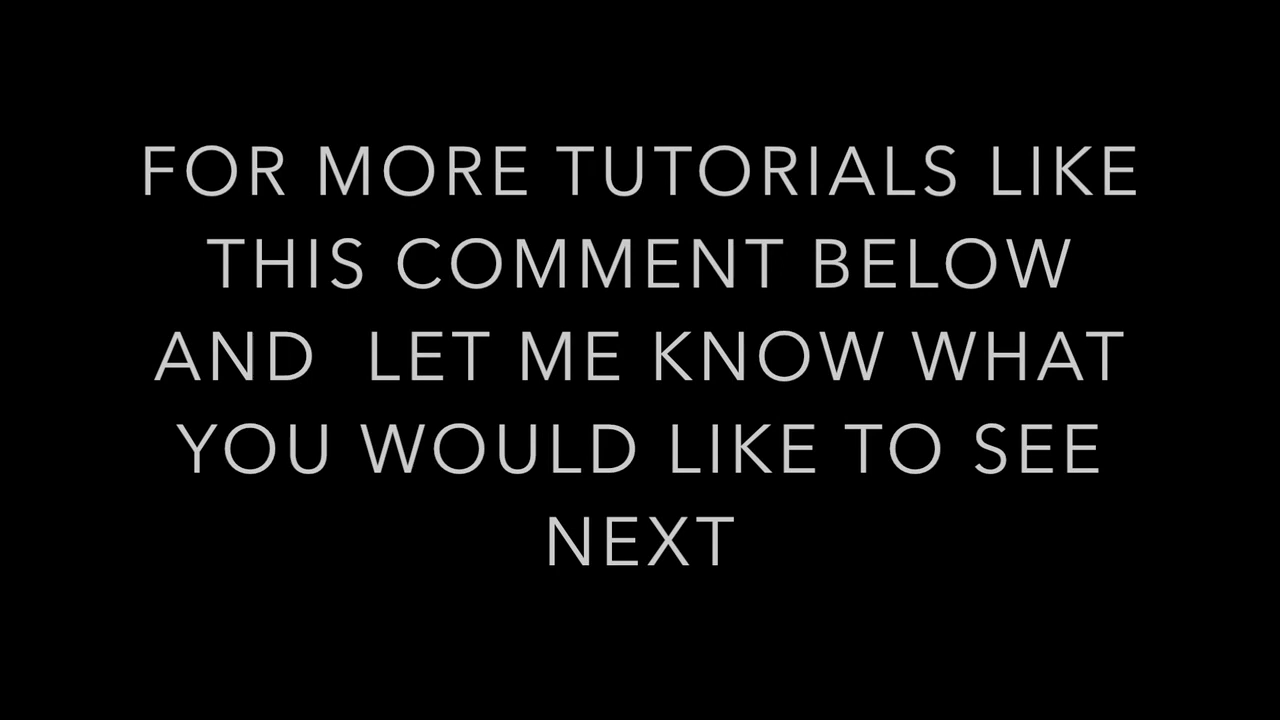 FOR MORE TUTORIALS LIKE
THIS COMMENT BELOW
AND  LET ME KNOW WHAT
YOU WOULD LIKE TO SEE
NEXT